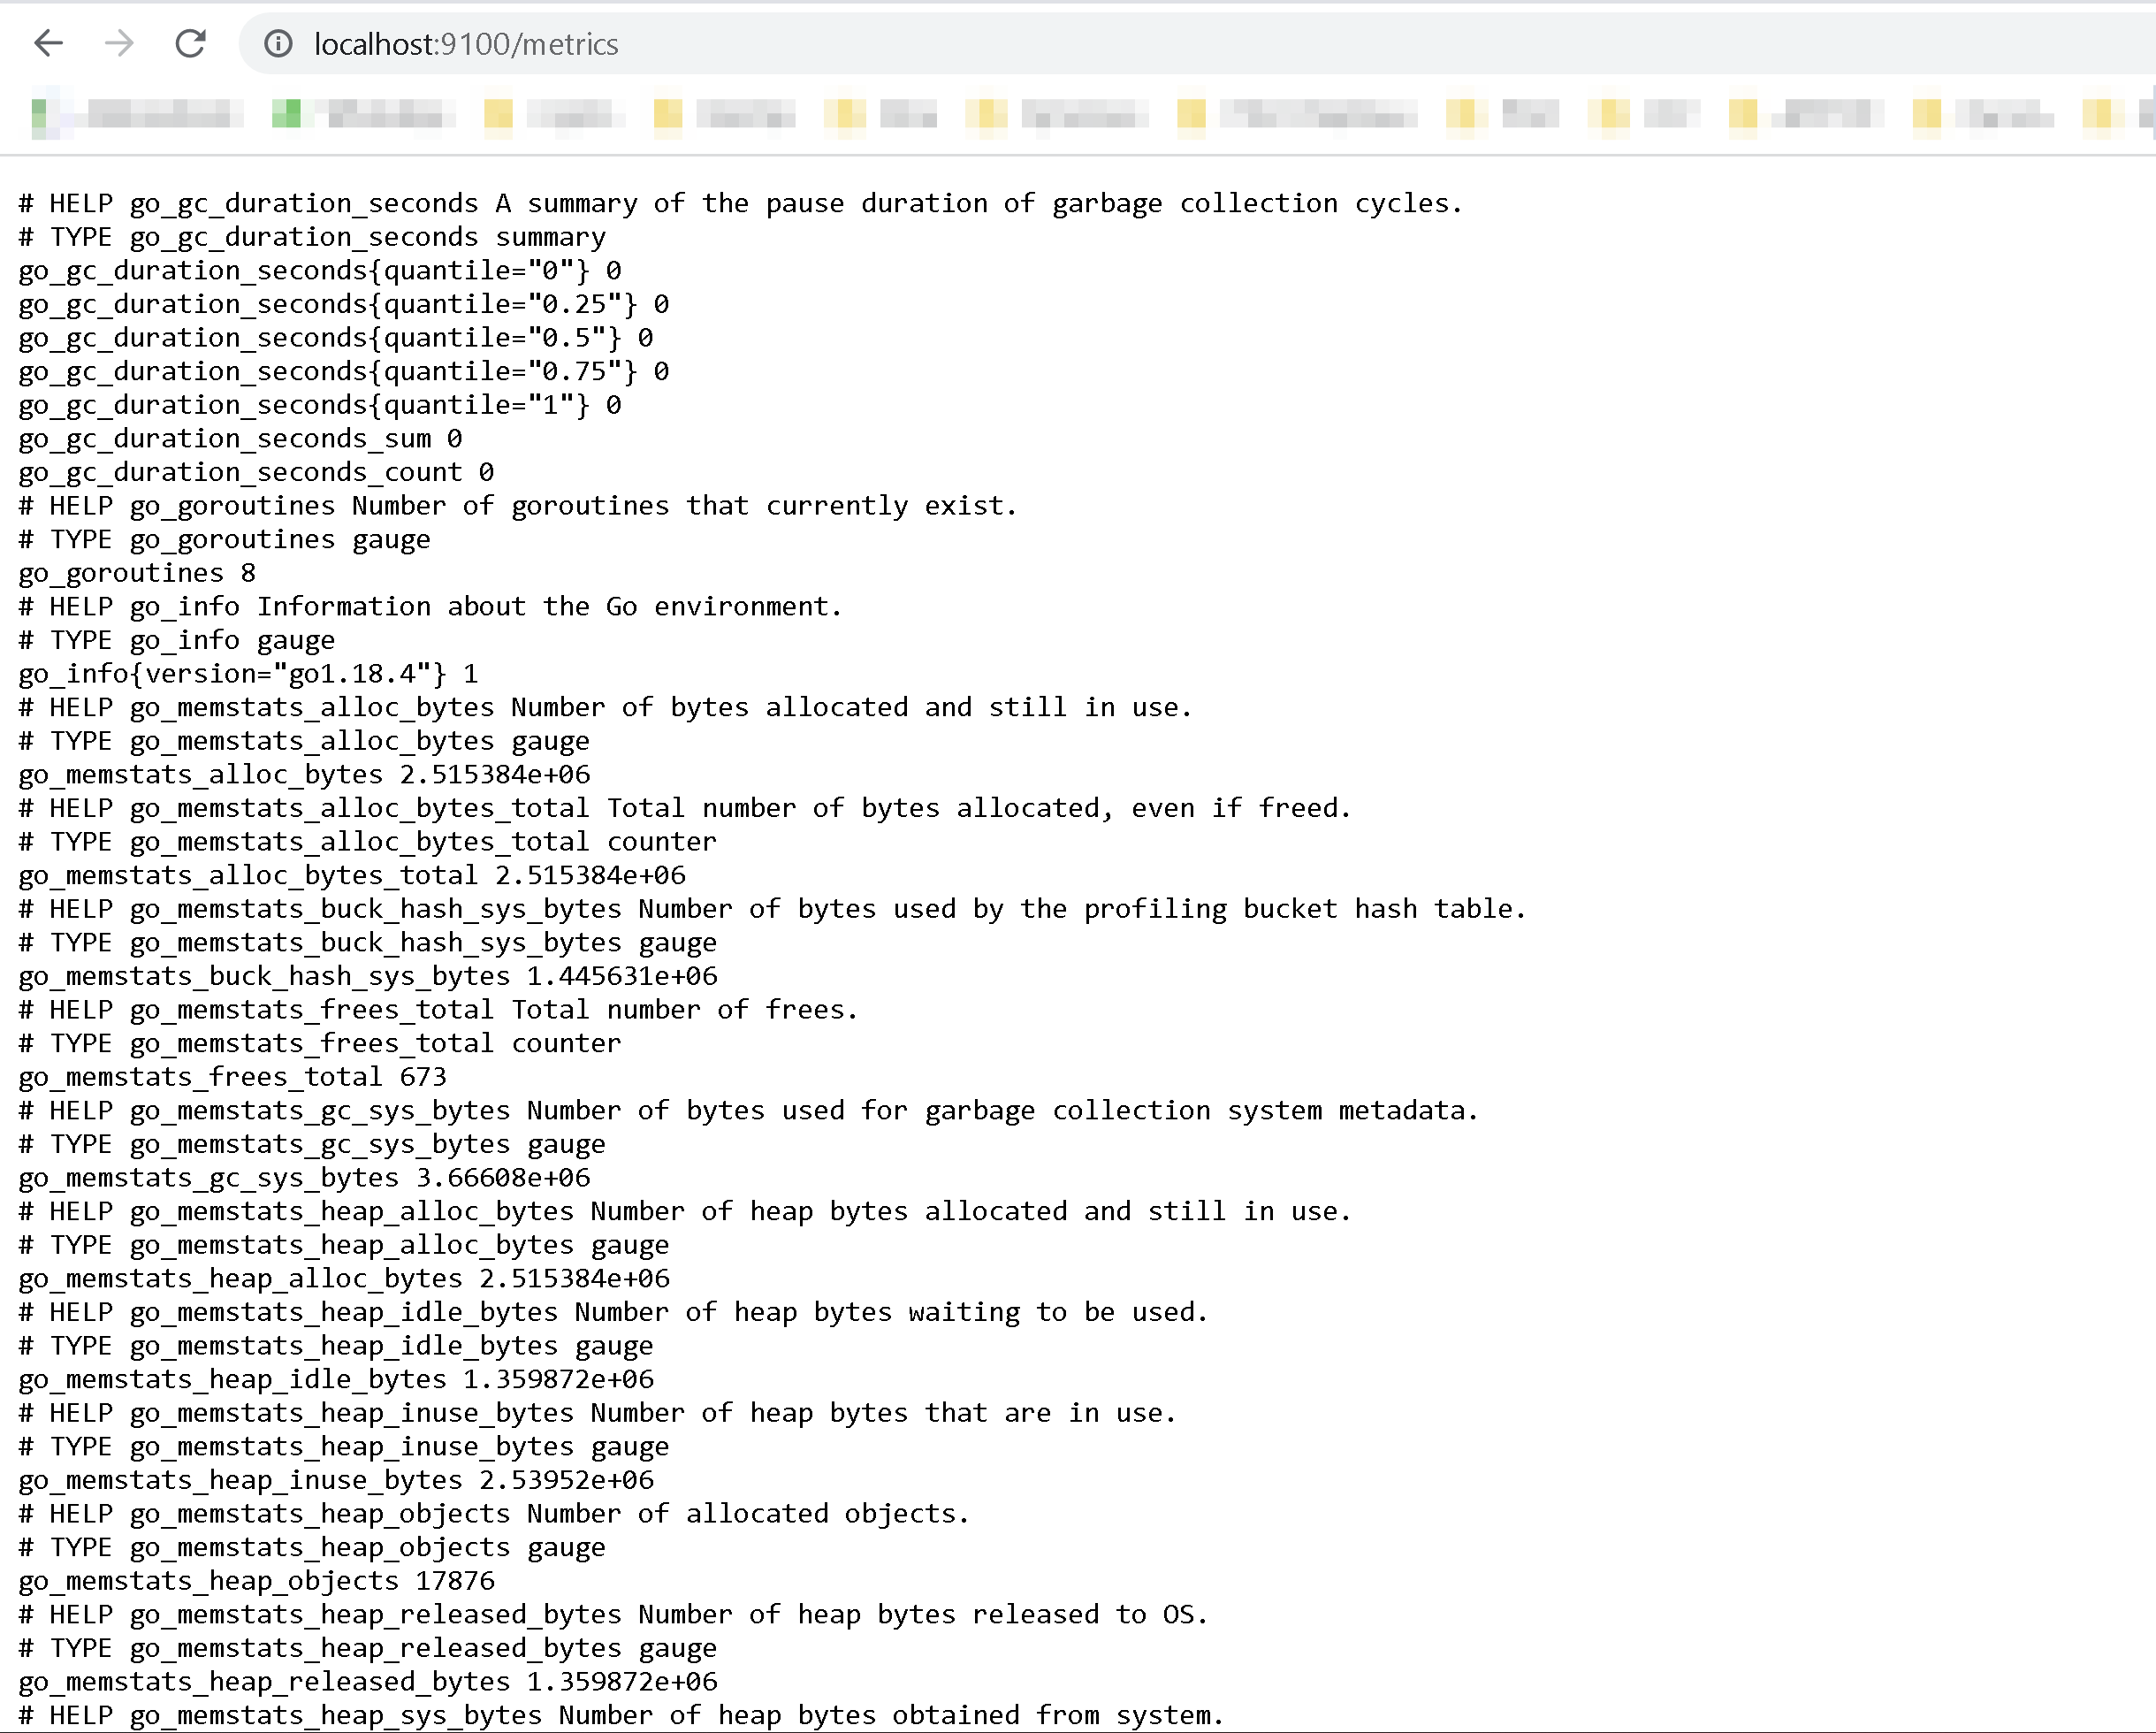 localhost:9100/metrics
# HELP go_gc_duration_seconds A summary of the pause duration of garbage collection cycles.
# TYPE go_gc_duration_seconds summary
go_gc_duration_seconds{quantile="0"} 0
go_gc_duration_seconds{quantile="0.25"} 0
go_gc_duration_seconds{quantile="0.5"} 0
go_gc_duration_seconds{quantile="0.75"} 0
go_gc_duration_seconds{quantile="1"} 0
go_gc_duration_seconds_sum 0
go_gc_duration_seconds_count 0
# HELP go_goroutines Number of goroutines that currently exist.
# TYPE go_goroutines gauge
go_goroutines 8
# HELP go_info Information about the Go environment.
# TYPE go_info gauge
go_info{version="go1.18.4"} 1
# HELP go_memstats_alloc_bytes Number of bytes allocated and still in use.
# TYPE go_memstats_alloc_bytes gauge
go_memstats_alloc_bytes 2.515384e+06
# HELP go_memstats_alloc_bytes_total Total number of bytes allocated, even if freed.
# TYPE go_memstats_alloc_bytes_total counter
go_memstats_alloc_bytes_total 2.515384e+06
# HELP go_memstats_buck_hash_sys_bytes Number of bytes used by the profiling bucket hash table.
# TYPE go_memstats_buck_hash_sys_bytes gauge
go_memstats_buck_hash_sys_bytes 1.445631e+06
# HELP go_memstats_frees_total Total number of frees.
# TYPE go_memstats_frees_total counter
go_memstats_frees_total 673
# HELP go_memstats_gc_sys_bytes Number of bytes used for garbage collection system metadata.
# TYPE go_memstats_gc_sys_bytes gauge
go_memstats_gc_sys_bytes 3.66608e+06
# HELP go_memstats_heap_alloc_bytes Number of heap bytes allocated and still in use.
# TYPE go_memstats_heap_alloc_bytes gauge
go_memstats_heap_alloc_bytes 2.515384e+06
# HELP go_memstats_heap_idle_bytes Number of heap bytes waiting to be used.
# TYPE go_memstats_heap_idle_bytes gauge
go_memstats_heap_idle_bytes 1.359872e+06
# HELP go_memstats_heap_inuse_bytes Number of heap bytes that are in use.
# TYPE go_memstats_heap_inuse_bytes gauge
go_memstats_heap_inuse_bytes 2.53952e+06
# HELP go_memstats_heap_objects Number of allocated objects.
# TYPE go_memstats_heap_objects gauge
go_memstats_heap_objects 17876
# HELP go_memstats_heap_released_bytes Number of heap bytes released to OS.
# TYPE go_memstats_heap_released_bytes gauge
go_memstats_heap_released_bytes 1.359872e+06
# HELP go_memstats_heap_sys_bytes Number of heap bytes obtained from system.